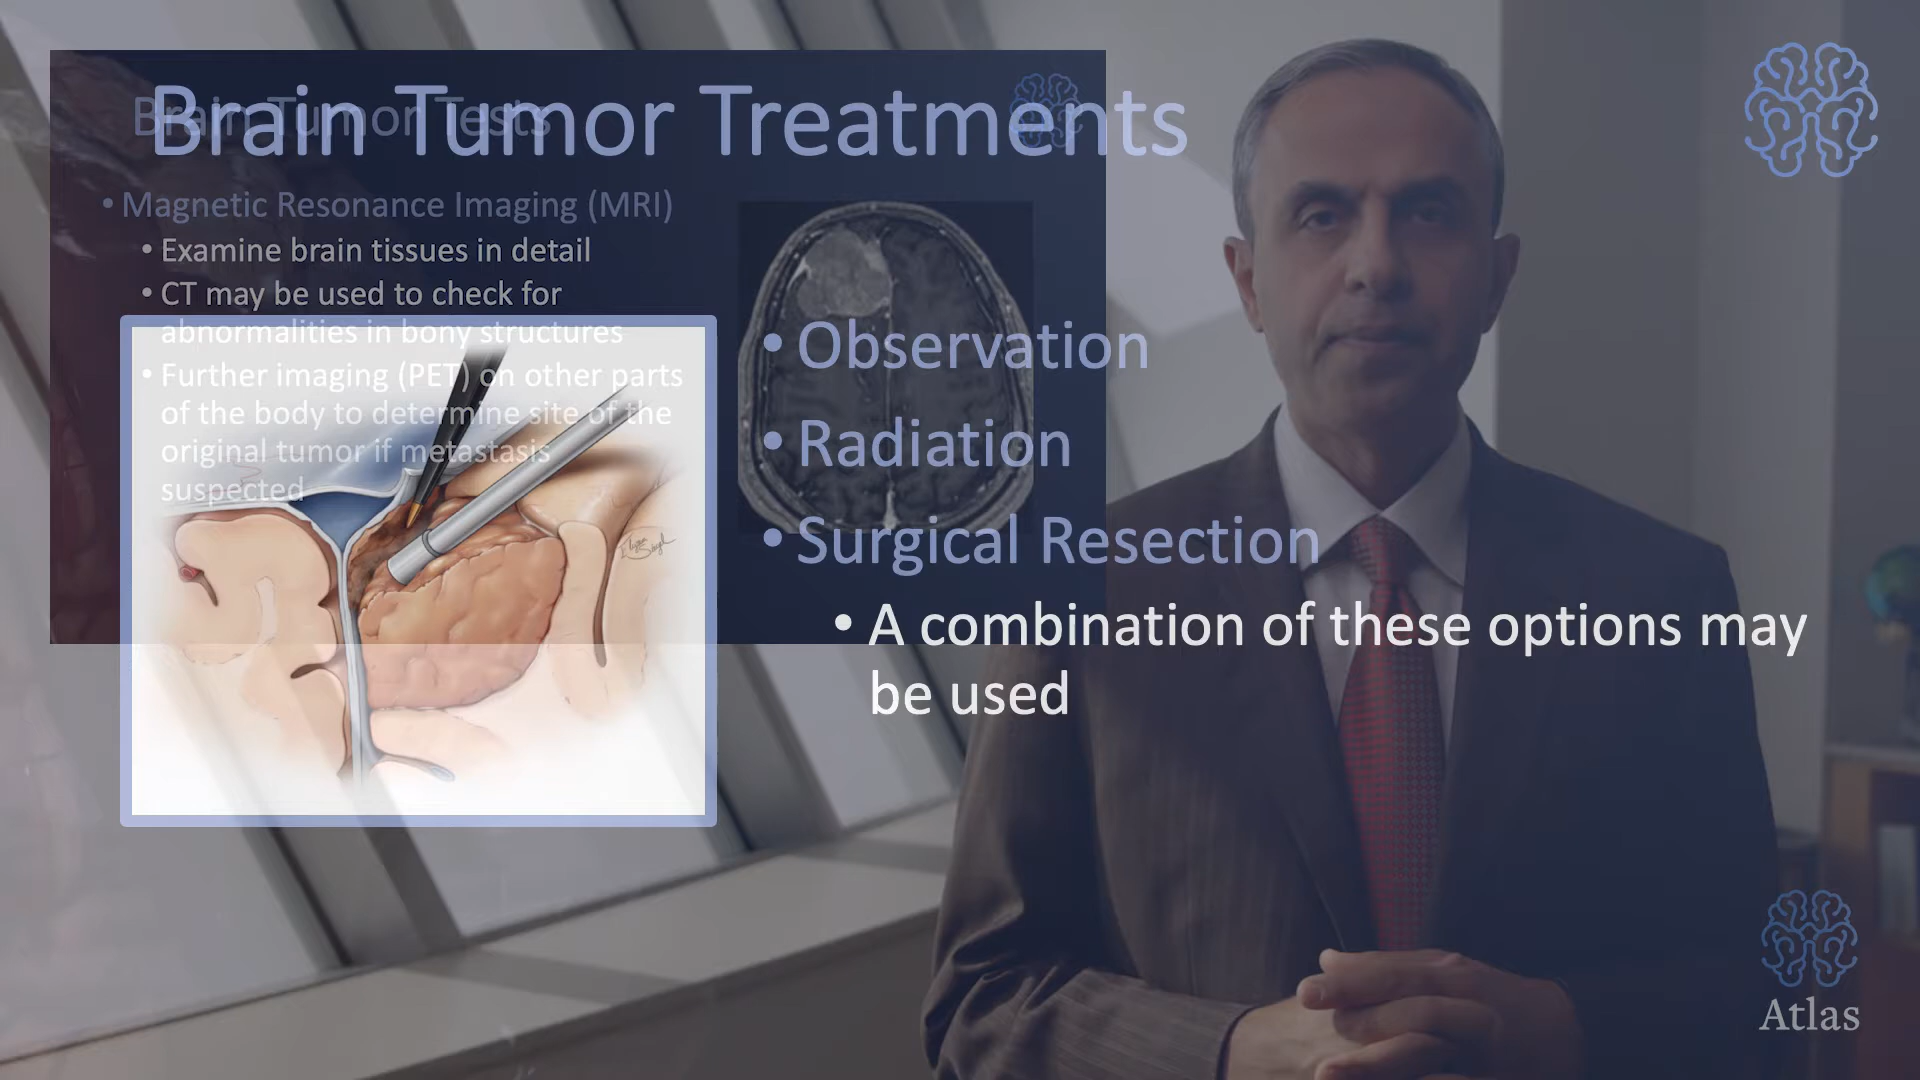 Brain Tumor Treatments
Brain Tumor Tests
• Magnetic Resonance Imaging (MRI)
• Examine brain tissues in detail
• CT may be used to check for
abnormalities in bony structures
• Further imaging (PET) on other parts
of the body to determine site of the
original tumor if metastasis
suspected
• Observation
• Radiation
• Surgical Resection
• A combination of these options may
be used
Atlas